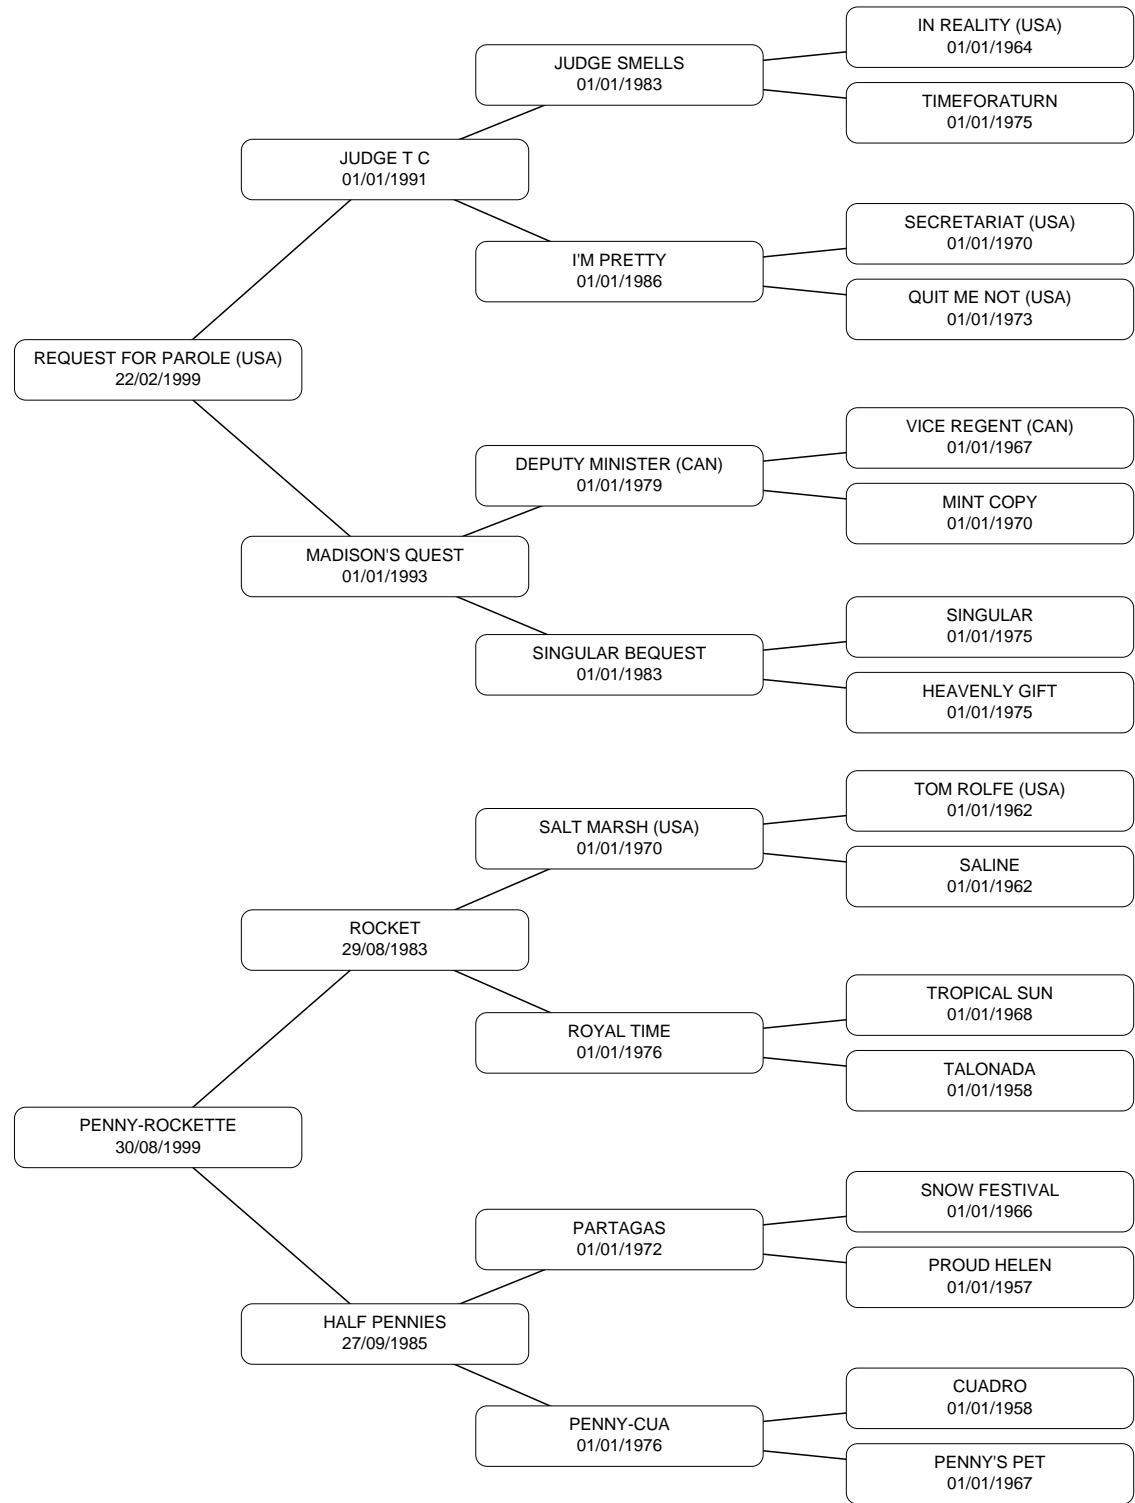 IN REALITY (USA)
01/01/1964
JUDGE SMELLS
01/01/1983
TIMEFORATURN
01/01/1975
JUDGE T C
01/01/1991
SECRETARIAT (USA)
01/01/1970
I'M PRETTY
01/01/1986
QUIT ME NOT (USA)
01/01/1973
REQUEST FOR PAROLE (USA)
22/02/1999
VICE REGENT (CAN)
01/01/1967
DEPUTY MINISTER (CAN)
01/01/1979
MINT COPY
01/01/1970
MADISON'S QUEST
01/01/1993
SINGULAR
01/01/1975
SINGULAR BEQUEST
01/01/1983
HEAVENLY GIFT
01/01/1975
TOM ROLFE (USA)
01/01/1962
SALT MARSH (USA)
01/01/1970
SALINE
01/01/1962
ROCKET
29/08/1983
TROPICAL SUN
01/01/1968
ROYAL TIME
01/01/1976
TALONADA
01/01/1958
PENNY-ROCKETTE
30/08/1999
SNOW FESTIVAL
01/01/1966
PARTAGAS
01/01/1972
PROUD HELEN
01/01/1957
HALF PENNIES
27/09/1985
CUADRO
01/01/1958
PENNY-CUA
01/01/1976
PENNY'S PET
01/01/1967